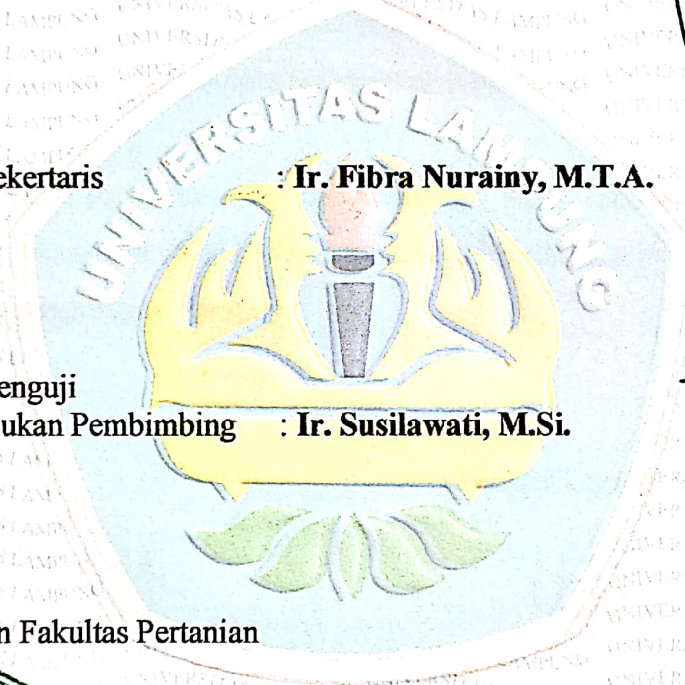 UNIVERSITAS LAMPUNG
ekertaris : Ir. Fibra Nurainy, M.T.A.
enguji
ukan Pembimbing : Ir. Susilawati, M.Si.
n Fakultas Pertanian